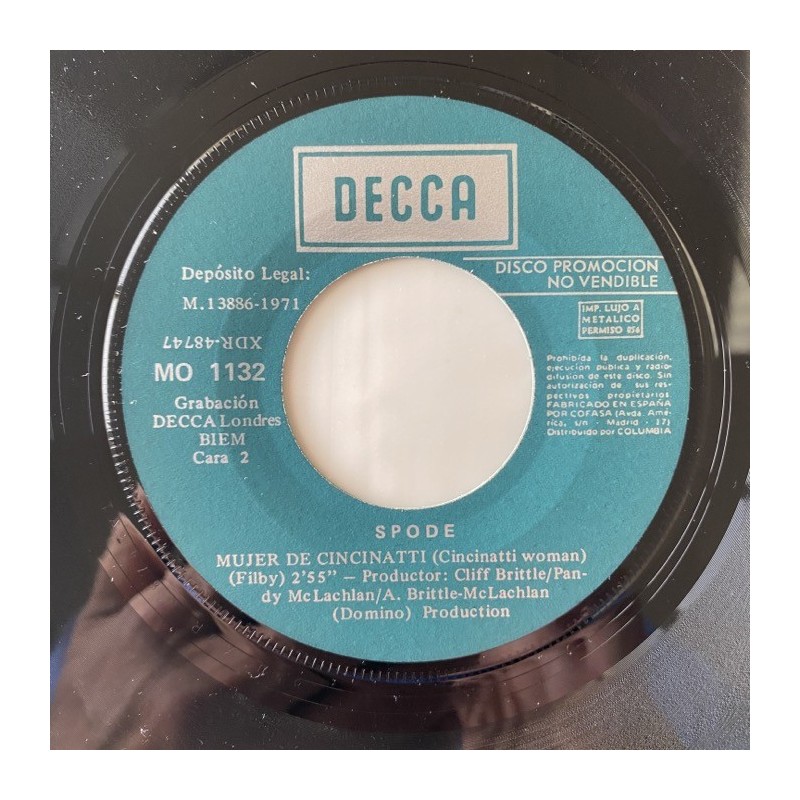 DECCA
DISCO PROMOCION
NO VENDIBLE
Depósito Legal:
M.13886-1971
XDR-48747
MO 1132
Grabación
DECCA Londres
BIEM
Cara 2
IMP. LUJO A
METALICO
PERMISO 856
Prohibida la duplicación,
ejecución publica y radio-
difusion de este disco. Sin
autorización de sus res-
pectivos propietarios.
FABRICADO EN ESPAÑA
POR COFASA (Avda. Amé-
rica, s/n - Madrid - 17)
Distribuido por COLUMBIA
SPODE
MUJER DE CINCINATTI (Cincinatti woman)
(Filby) 2'55" – Productor: Cliff Brittle/Pan-
dy McLachlan/A. Brittle-McLachlan
(Domino) Production